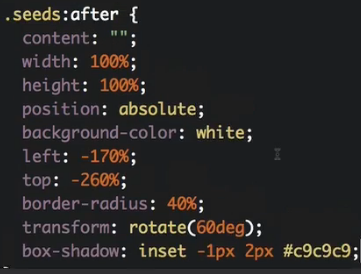 .seeds:after {
content: "";
width: 100%;
height: 100%;
position: absolute;
background-color: white;
left: -170%;
top: -260%;
border-radius: 40%;
transform: rotate(60deg);
box-shadow: inset -1px 2px #c9c9c9;